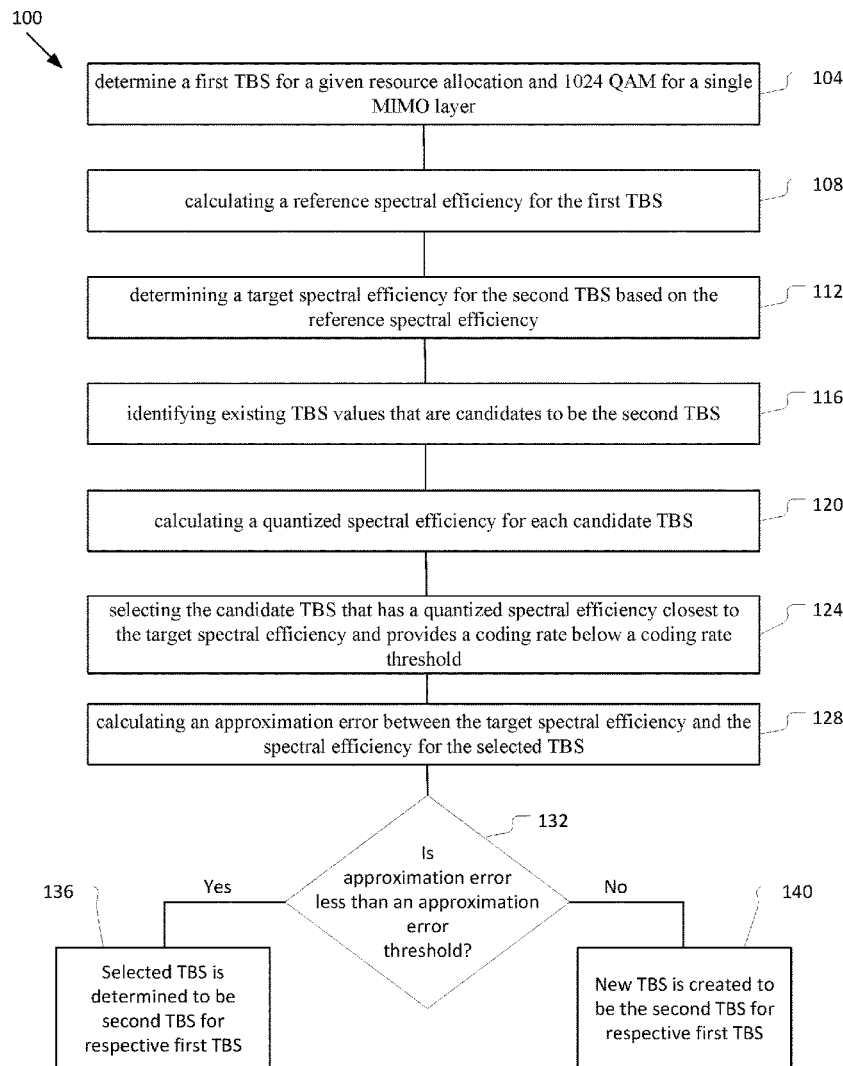 100
determine a first TBS for a given resource allocation and 1024 QAM for a single
MIMO layer
104
calculating a reference spectral efficiency for the first TBS
108
determining a target spectral efficiency for the second TBS based on the
reference spectral efficiency
112
identifying existing TBS values that are candidates to be the second TBS
116
calculating a quantized spectral efficiency for each candidate TBS
120
selecting the candidate TBS that has a quantized spectral efficiency closest to
the target spectral efficiency and provides a coding rate below a coding rate
threshold
124
calculating an approximation error between the target spectral efficiency and the
spectral efficiency for the selected TBS
128
132
Is
approximation error
less than an approximation
error
threshold?
Yes
No
136
Selected TBS is
determined to be
second TBS for
respective first TBS
140
New TBS is created to
be the second TBS for
respective first TBS